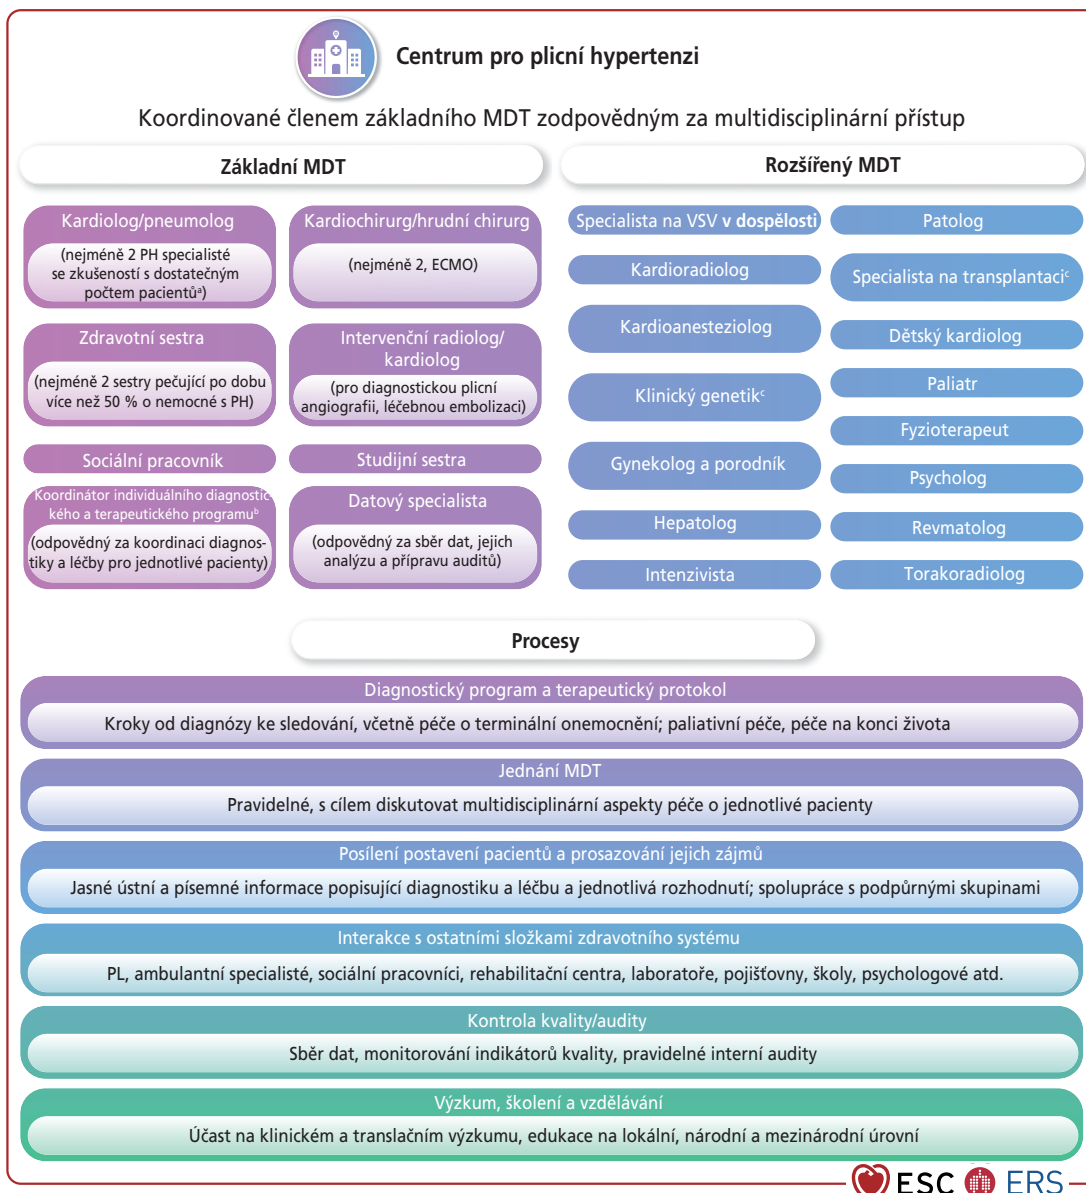 Centrum pro plicní hypertenzi
Koordinované členem základního MDT zodpovědným za multidisciplinární přístup
Základní MDT
Kardiolog/pneumolog
(nejméně 2 PH specialisté
se zkušeností s dostatečným
počtem pacientůᵃ)
Kardiochirurg/hrudní chirurg
(nejméně 2, ECMO)
Zdravotní sestra
(nejméně 2 sestry pečující po dobu
více než 50 % o nemocné s PH)
Intervenční radiolog/
kardiolog
(pro diagnostickou plicní
angiografii, léčebnou embolizaci)
Sociální pracovník
Studijní sestra
Koordinátor individuálního diagnostic-
kého a terapeutického programuᵇ
(odpovědný za koordinaci diagnos-
tiky a léčby pro jednotlivé pacienty)
Datový specialista
(odpovědný za sběr dat, jejich
analýzu a přípravu auditů)
Rozšířený MDT
Specialista na VSV v dospělosti
Kardioradiolog
Kardioanesteziolog
Klinický genetikᶜ
Gynekolog a porodník
Hepatolog
Intenzivista
Patolog
Specialista na transplantaciᶜ
Dětský kardiolog
Paliatr
Fyzioterapeut
Psycholog
Revmatolog
Torakoradiolog
Procesy
Diagnostický program a terapeutický protokol
Kroky od diagnózy ke sledování, včetně péče o terminální onemocnění; paliativní péče, péče na konci života
Jednání MDT
Pravidelné, s cílem diskutovat multidisciplinární aspekty péče o jednotlivé pacienty
Posílení postavení pacientů a prosazování jejich zájmů
Jasné ústní a písemné informace popisující diagnostiku a léčbu a jednotlivá rozhodnutí; spolupráce s podpůrnými skupinami
Interakce s ostatními složkami zdravotního systému
PL, ambulantní specialisté, sociální pracovníci, rehabilitační centra, laboratoře, pojišťovny, školy, psychologové atd.
Kontrola kvality/audity
Sběr dat, monitorování indikátorů kvality, pravidelné interní audity
Výzkum, školení a vzdělávání
Účast na klinickém a translačním výzkumu, edukace na lokální, národní a mezinárodní úrovní
ESC ERS